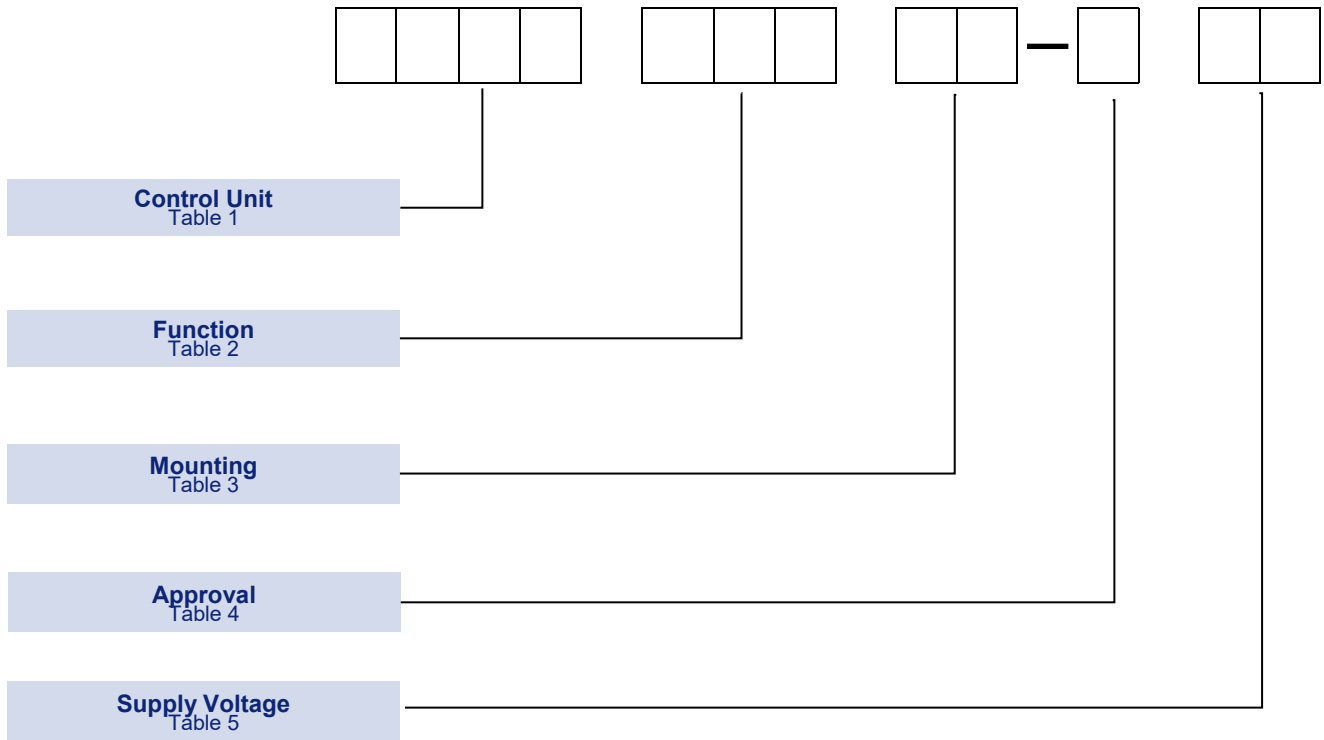 Control Unit
Table 1
Function
Table 2
Mounting
Table 3
Approval
Table 4
Supply Voltage
Table 5